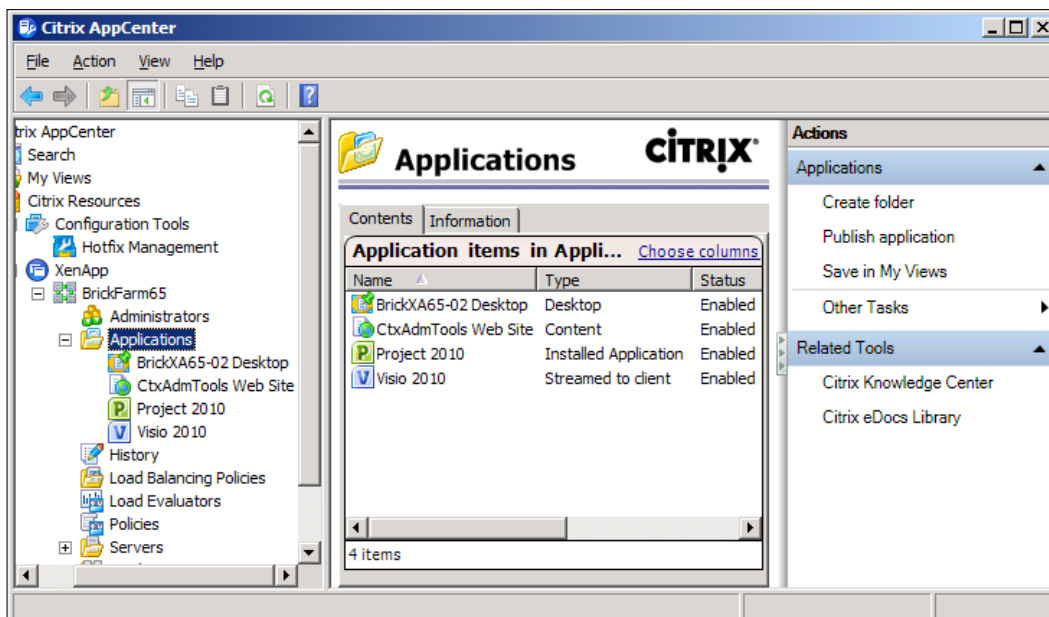 Citrix AppCenter
File Action View Help
trix AppCenter
Search
My Views
Citrix Resources
Configuration Tools
Hotfix Management
XenApp
BrickFarm65
Administrators
Applications
BrickXA65-02 Desktop
CtxAdmTools Web Site
Project 2010
Visio 2010
History
Load Balancing Policies
Load Evaluators
Policies
Servers
Applications
CITRIX
Contents Information
Application items in Appli... Choose columns
Name Type Status
BrickXA65-02 Desktop Desktop Enabled
CtxAdmTools Web Site Content Enabled
Project 2010 Installed Application Enabled
Visio 2010 Streamed to client Enabled
4 items
Actions
Applications
Create folder
Publish application
Save in My Views
Other Tasks
Related Tools
Citrix Knowledge Center
Citrix eDocs Library